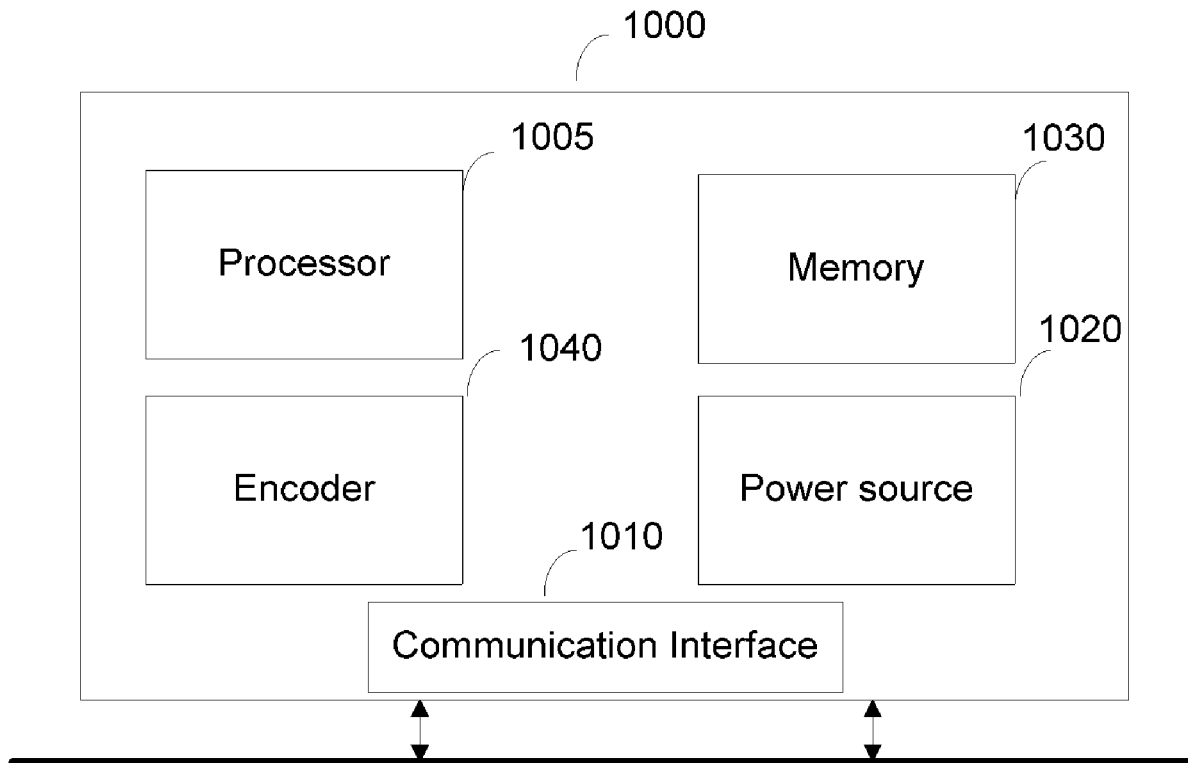 1000
1005
1030
Processor
Memory
1040
1020
Encoder
Power source
1010
Communication Interface